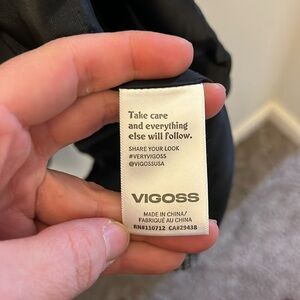 Take care
and everything
else will follow.
SHARE YOUR LOOK
#VERYVIGOSS
@VIGOSSUSA
VIGOSS
MADE IN CHINA/
FABRIQUÉ AU CHINA
RN#110712 CA#29438